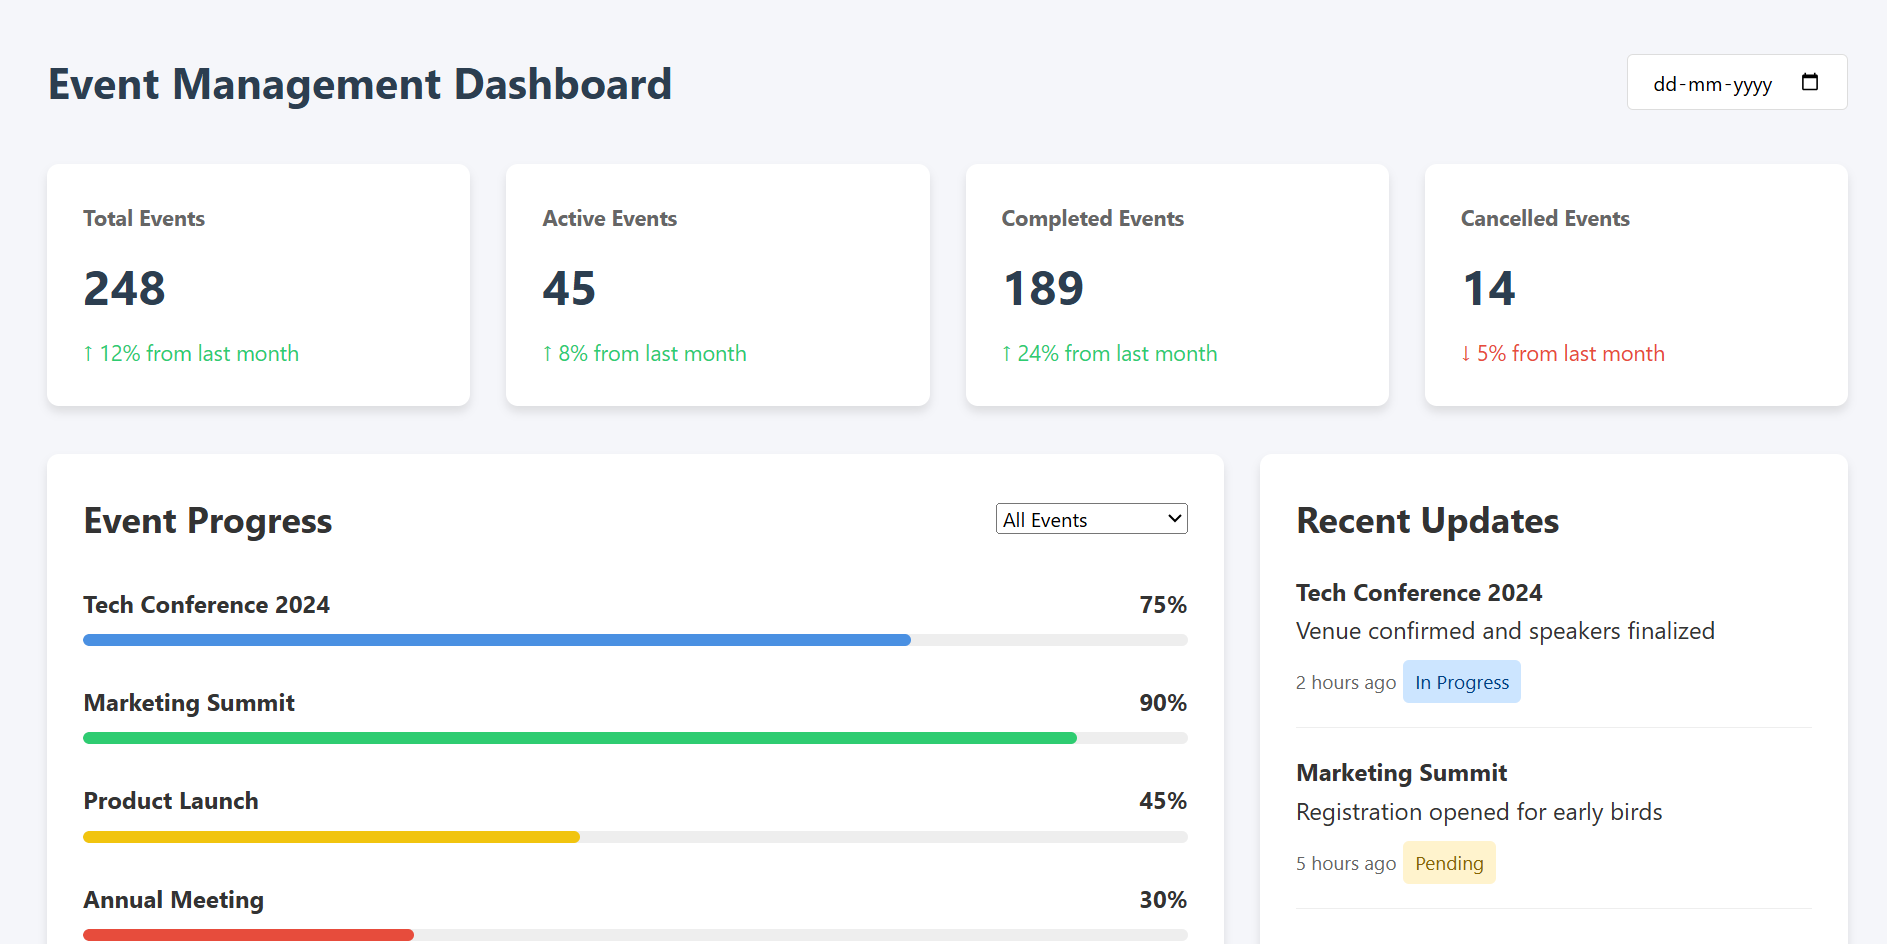 Event Management Dashboard
dd-mm-yyyy
Total Events
248
↑ 12% from last month
Active Events
45
↑ 8% from last month
Completed Events
189
↑ 24% from last month
Cancelled Events
14
↓ 5% from last month
Event Progress
All Events
Tech Conference 2024 75%
Marketing Summit 90%
Product Launch 45%
Annual Meeting 30%
Recent Updates
Tech Conference 2024
Venue confirmed and speakers finalized
2 hours ago In Progress
Marketing Summit
Registration opened for early birds
5 hours ago Pending